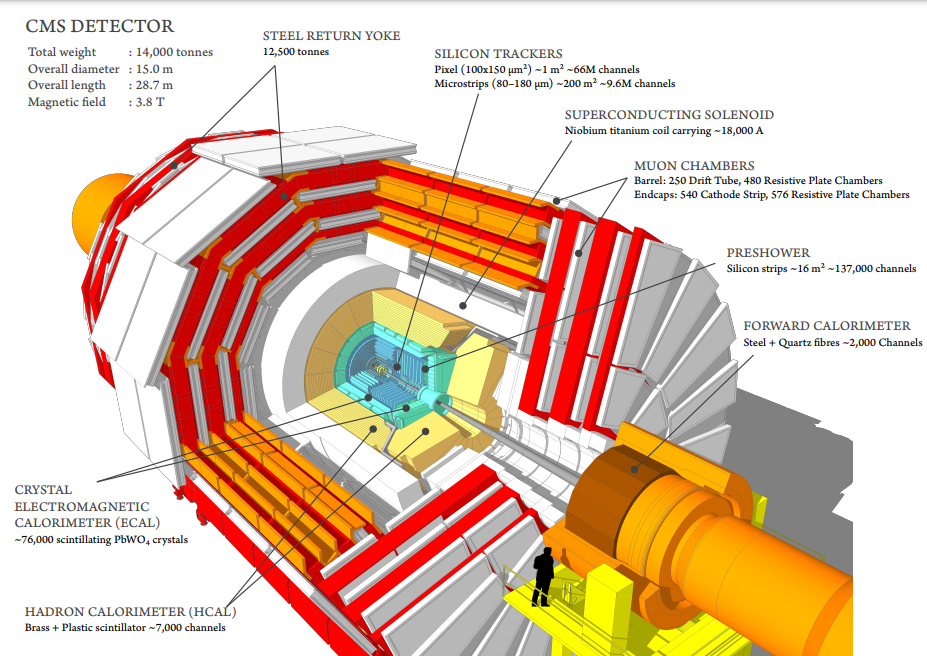 CMS DETECTOR
Total weight : 14,000 tonnes
Overall diameter : 15.0 m
Overall length : 28.7 m
Magnetic field : 3.8 T
STEEL RETURN YOKE
12,500 tonnes
SILICON TRACKERS
Pixel (100x150 μm²) ~1 m² ~66M channels
Microstrips (80–180 μm) ~200 m² ~9.6M channels
SUPERCONDUCTING SOLENOID
Niobium titanium coil carrying ~18,000 A
MUON CHAMBERS
Barrel: 250 Drift Tube, 480 Resistive Plate Chambers
Endcaps: 540 Cathode Strip, 576 Resistive Plate Chambers
PRESHOWER
Silicon strips ~16 m² ~137,000 channels
FORWARD CALORIMETER
Steel + Quartz fibres ~2,000 Channels
CRYSTAL
ELECTROMAGNETIC
CALORIMETER (ECAL)
~76,000 scintillating PbWO₄ crystals
HADRON CALORIMETER (HCAL)
Brass + Plastic scintillator ~7,000 channels